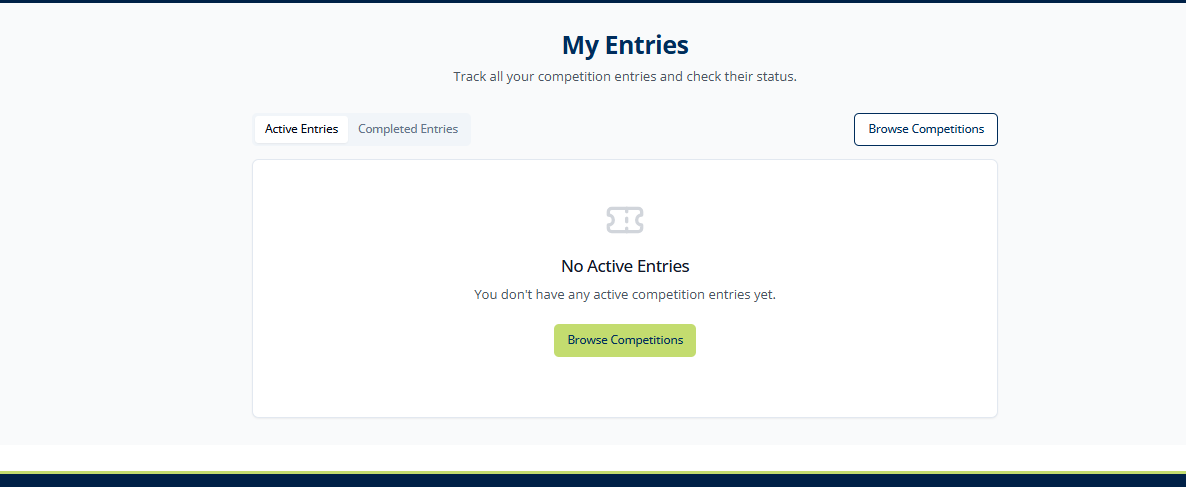 My Entries
Track all your competition entries and check their status.
Active Entries Completed Entries Browse Competitions
No Active Entries
You don't have any active competition entries yet.
Browse Competitions